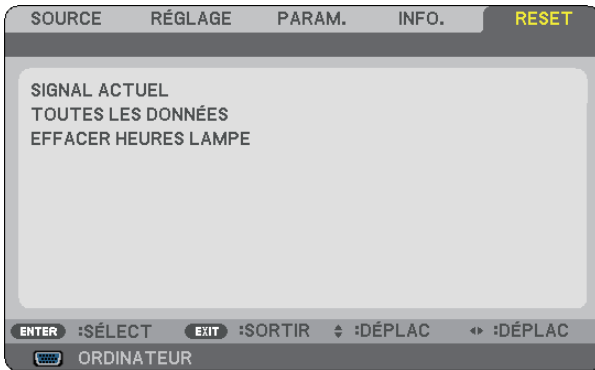 SOURCE RÉGLAGE PARAM. INFO. RESET
SIGNAL ACTUEL
TOUTES LES DONNÉES
EFFACER HEURES LAMPE
ENTER :SÉLECT EXIT :SORTIR :DÉPLAC :DÉPLAC
ORDINATEUR